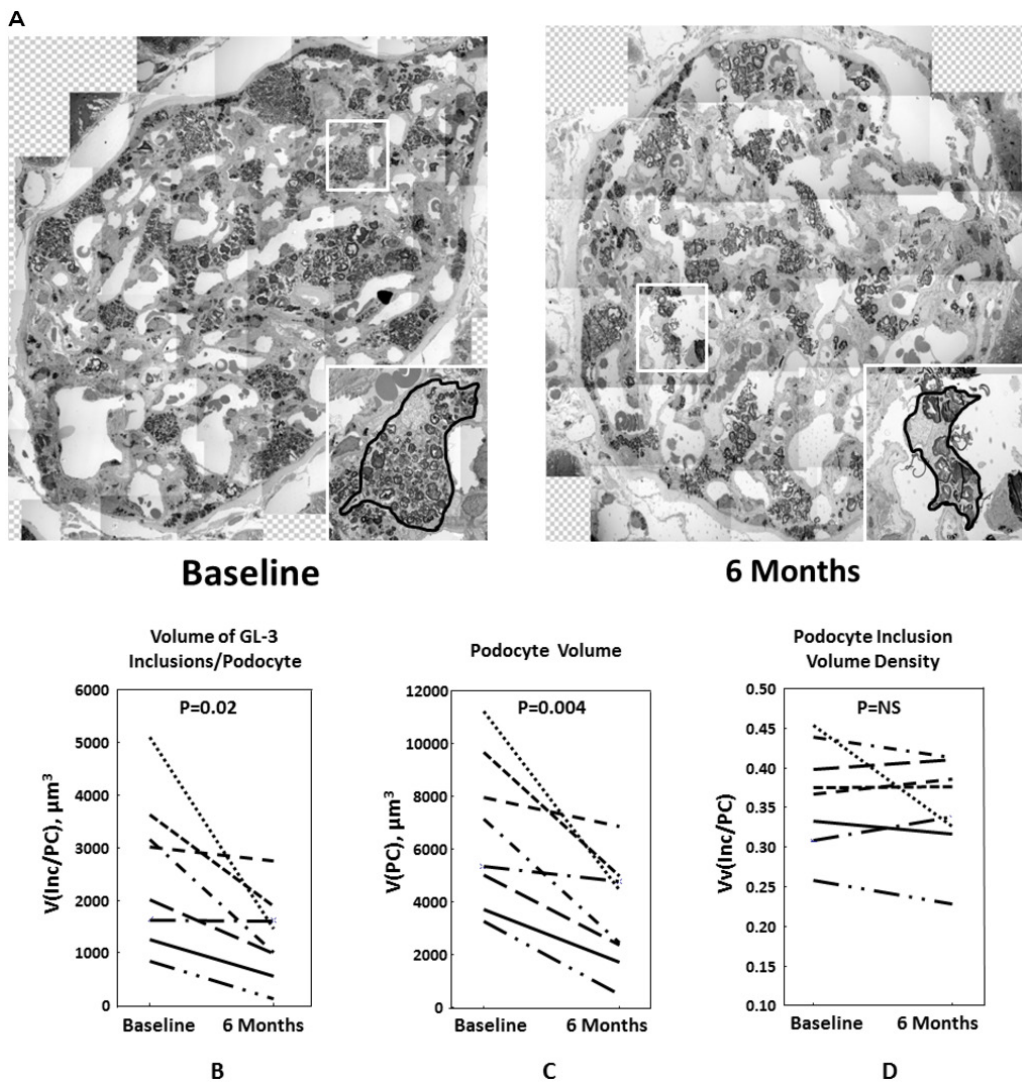 A
Baseline
6 Months
Volume of GL-3
Inclusions/Podocyte
P=0.02
V(Inc/PC), μm³
6000
5000
4000
3000
2000
1000
0
Baseline
6 Months
B
Podocyte Volume
P=0.004
V(PC), μm³
12000
10000
8000
6000
4000
2000
0
Baseline
6 Months
C
Podocyte Inclusion
Volume Density
P=NS
Vv(Inc/PC)
0.50
0.45
0.40
0.35
0.30
0.25
0.20
0.15
0.10
Baseline
6 Months
D